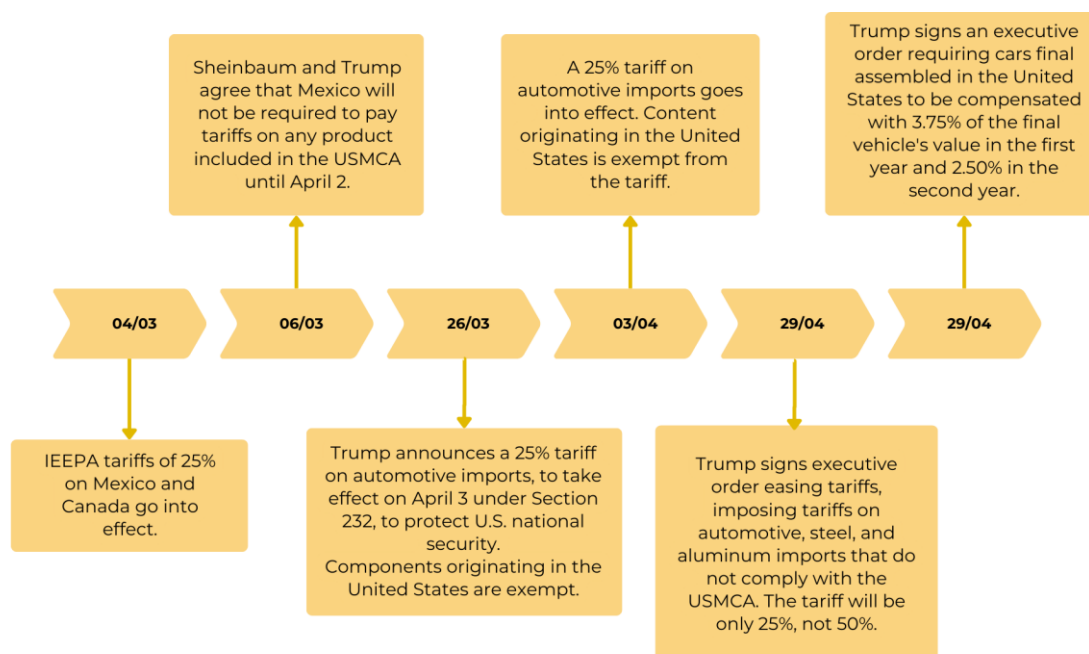 Sheinbaum and Trump
agree that Mexico will
not be required to pay
tariffs on any product
included in the USMCA
until April 2.
A 25% tariff on
automotive imports goes
into effect. Content
originating in the United
States is exempt from
the tariff.
Trump signs an executive
order requiring cars final
assembled in the United
States to be compensated
with 3.75% of the final
vehicle's value in the first
year and 2.50% in the
second year.
04/03
06/03
26/03
03/04
29/04
29/04
IEEPA tariffs of 25%
on Mexico and
Canada go into
effect.
Trump announces a 25% tariff
on automotive imports, to take
effect on April 3 under Section
232, to protect U.S. national
security.
Components originating in the
United States are exempt.
Trump signs executive
order easing tariffs,
imposing tariffs on
automotive, steel, and
aluminum imports that do
not comply with the
USMCA. The tariff will be
only 25%, not 50%.